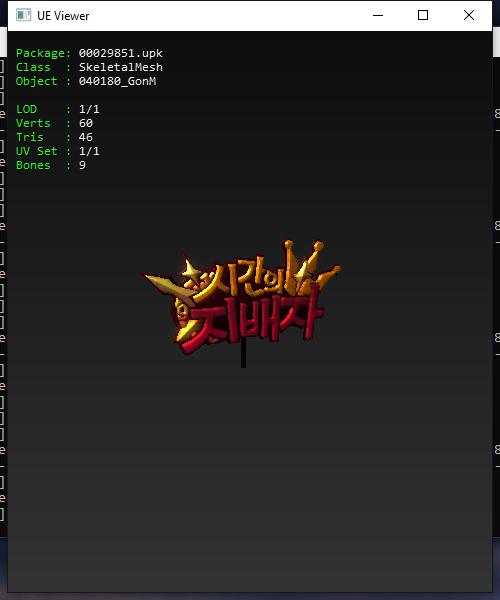 UE Viewer
Package: 00029851.upk
Class : SkeletalMesh
Object : 040180_GonM
LOD : 1/1
Verts : 60
Tris : 46
UV Set : 1/1
Bones : 9
시간의
지배자